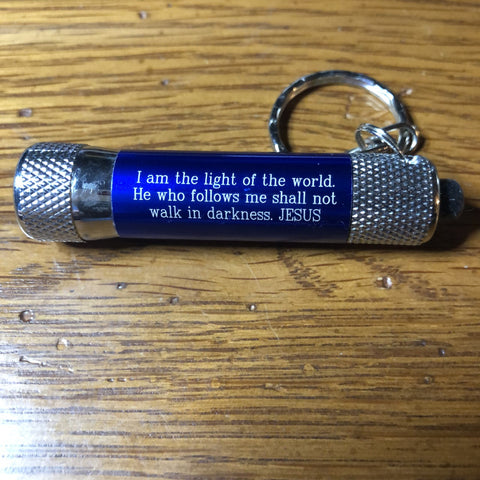 I am the light of the world.
He who follows me shall not
walk in darkness. JESUS